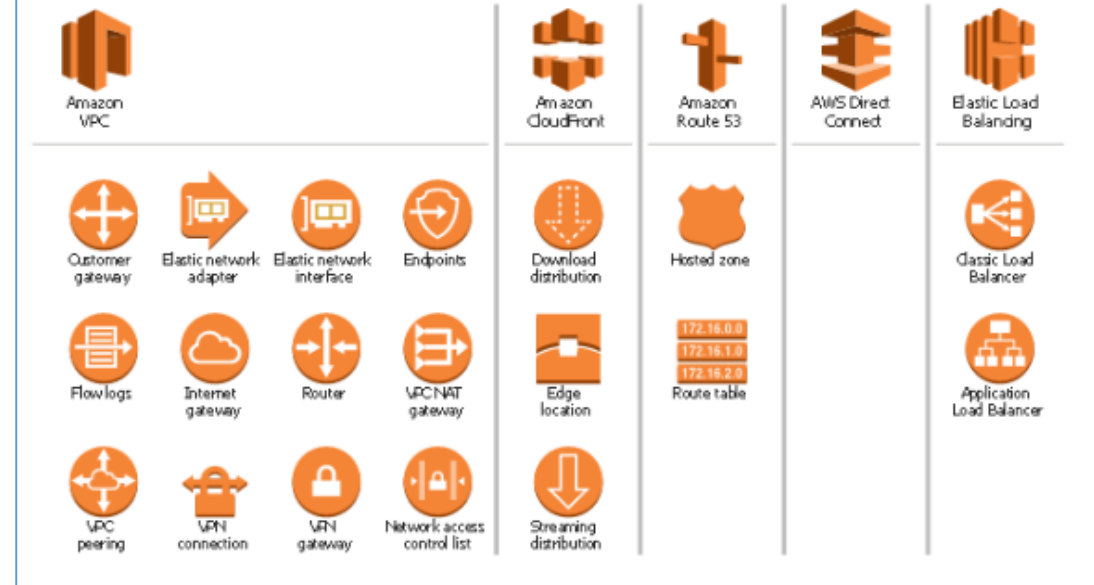 Amazon
VPC
Amazon
CloudFront
Amazon
Route 53
AWS Direct
Connect
Elastic Load
Balancing
Customer
gateway
Elastic network
adapter
Elastic network
interface
Endpoints
Download
distribution
Hosted zone
Classic Load
Balancer
Flow logs
Internet
gateway
Router
VPC NAT
gateway
Edge
location
172.16.0.0
172.16.1.0
172.16.2.0
Route table
Application
Load Balancer
VPC
peering
VPN
connection
VPN
gateway
Network access
control list
Streaming
distribution